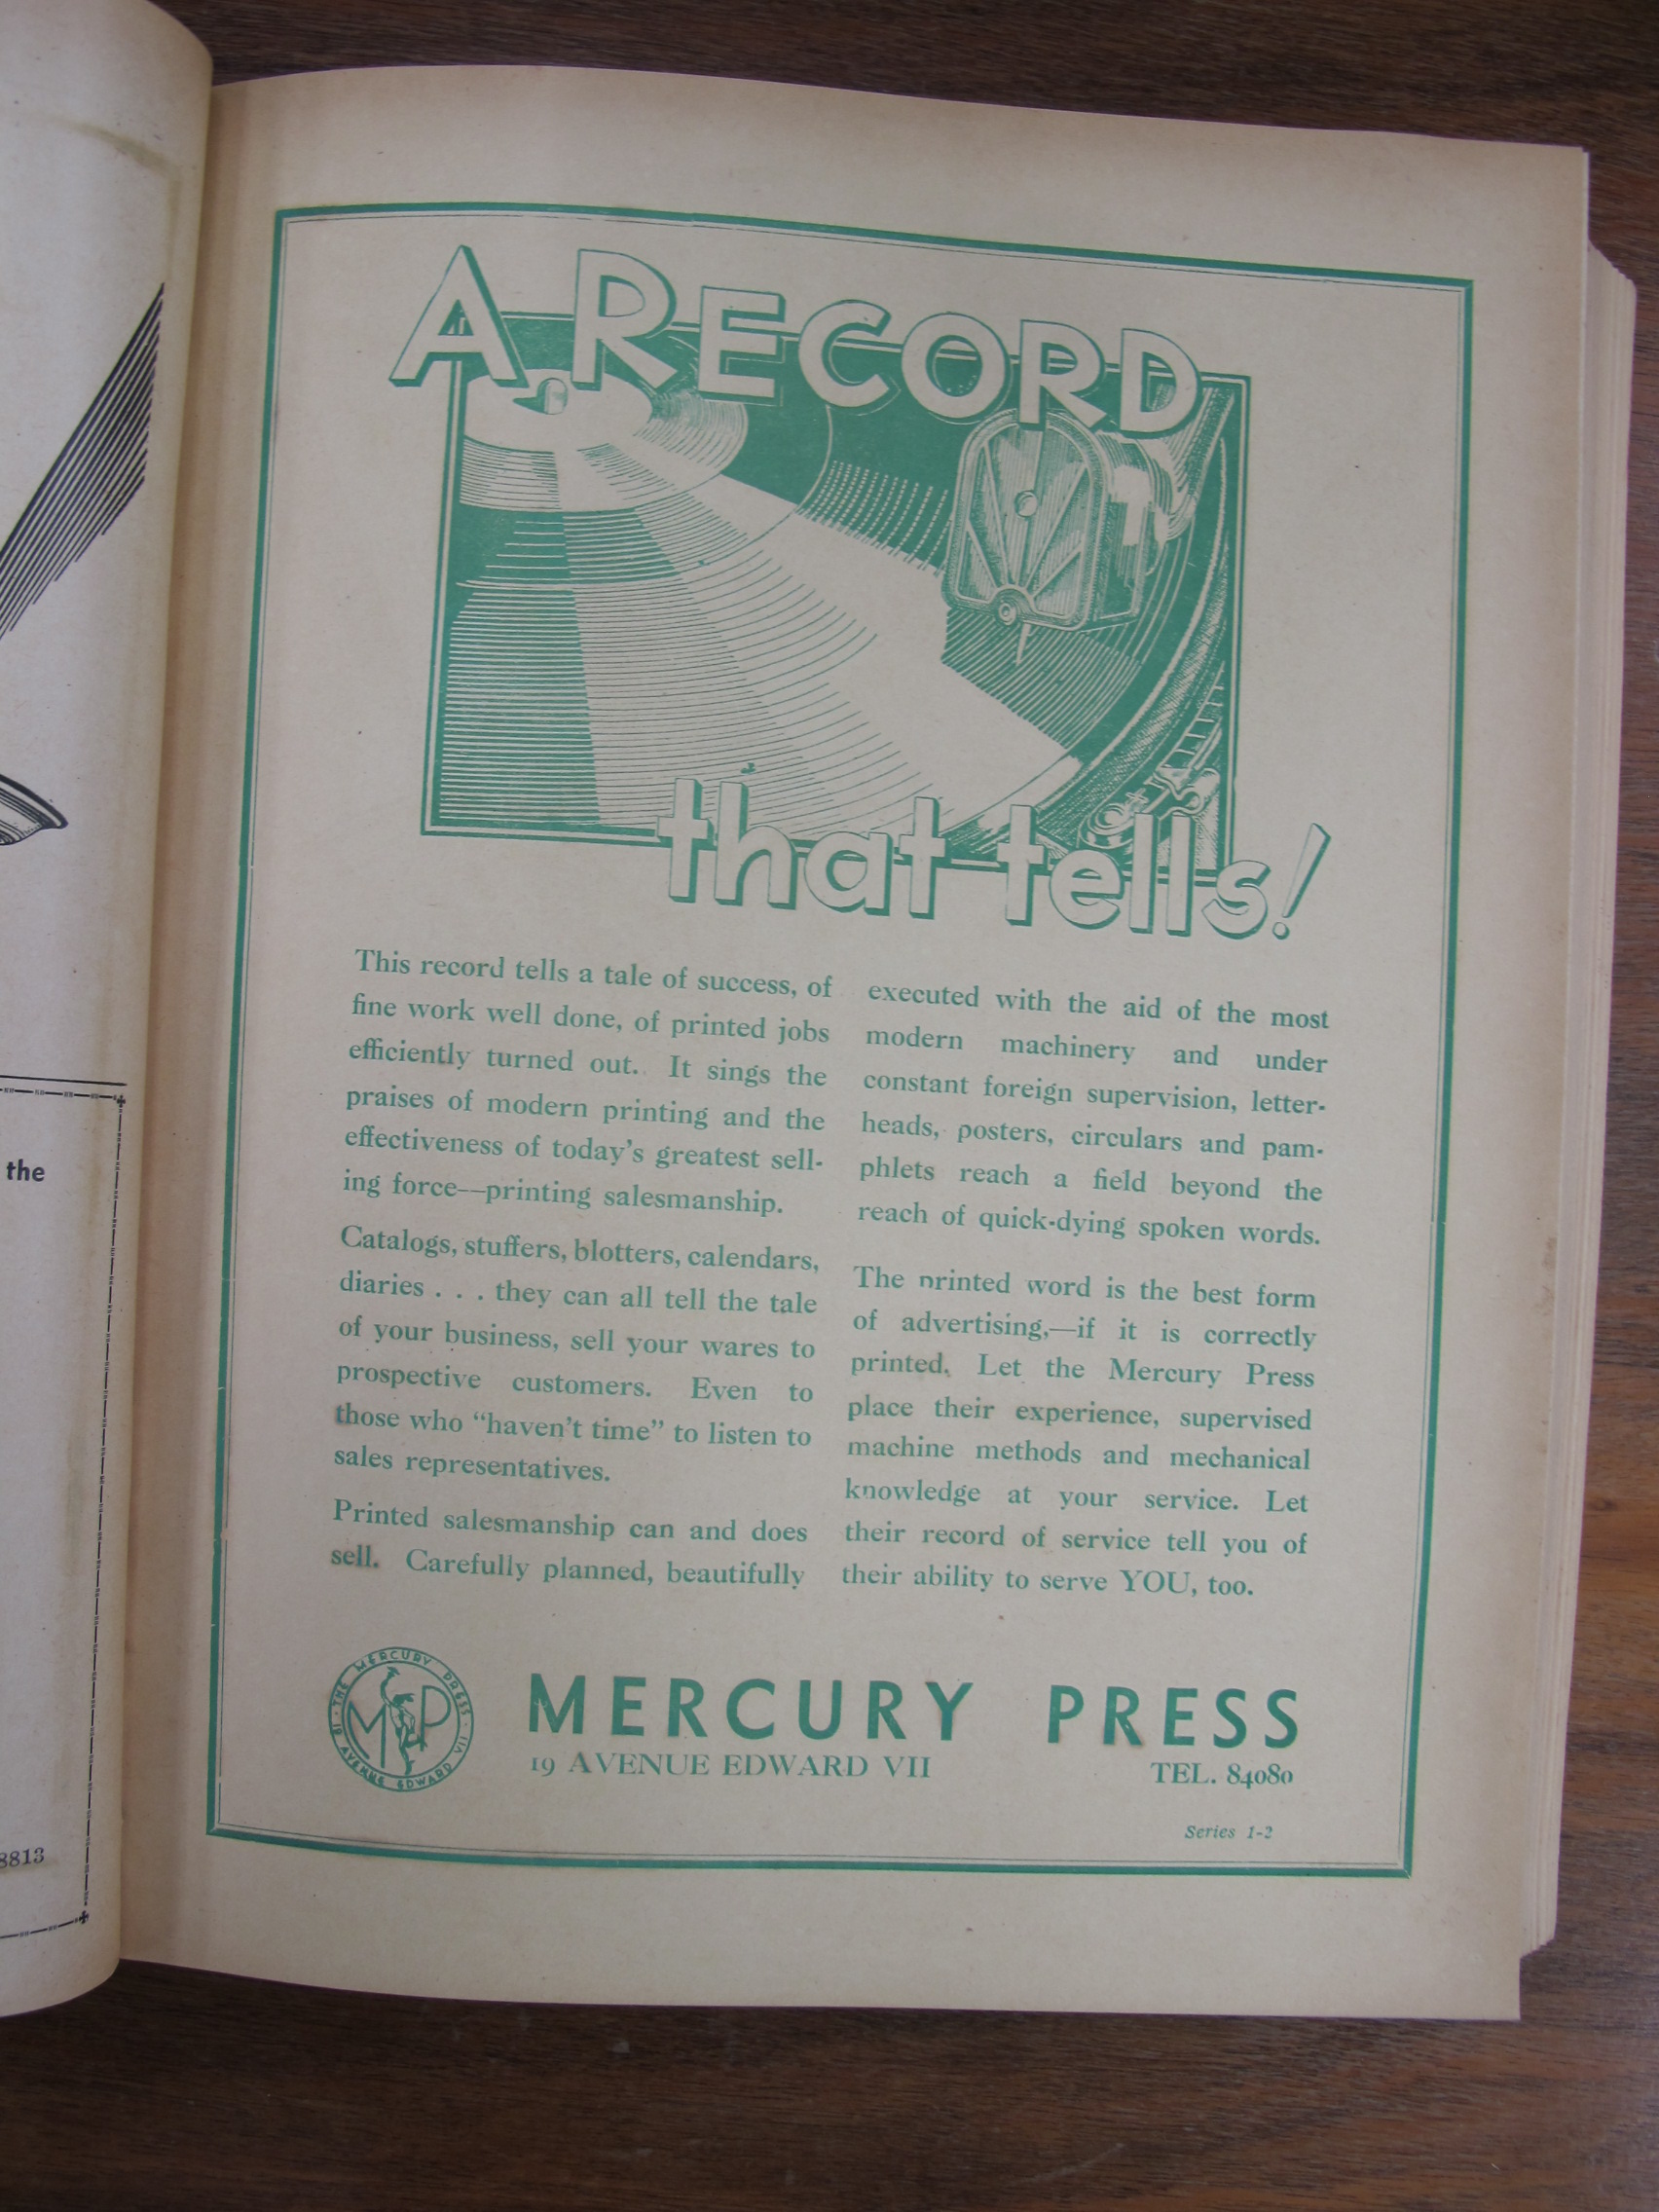 the
8813
A RECORD
that tells!
This record tells a tale of success, of
fine work well done, of printed jobs
efficiently turned out. It sings the
praises of modern printing and the
effectiveness of today's greatest sell-
ing force--printing salesmanship.
Catalogs, stuffers, blotters, calendars,
diaries . . . they can all tell the tale
of your business, sell your wares to
prospective customers. Even to
those who “haven't time” to listen to
sales representatives.
Printed salesmanship can and does
sell. Carefully planned, beautifully
executed with the aid of the most
modern machinery and under
constant foreign supervision, letter-
heads, posters, circulars and pam-
phlets reach a field beyond the
reach of quick-dying spoken words.
The printed word is the best form
of advertising,—if it is correctly
printed. Let the Mercury Press
place their experience, supervised
machine methods and mechanical
knowledge at your service. Let
their record of service tell you of
their ability to serve YOU, too.
THE MERCURY PRESS · 19 AVENUE EDWARD VII
MP
MERCURY PRESS
19 AVENUE EDWARD VII TEL. 84080
Series 1-2